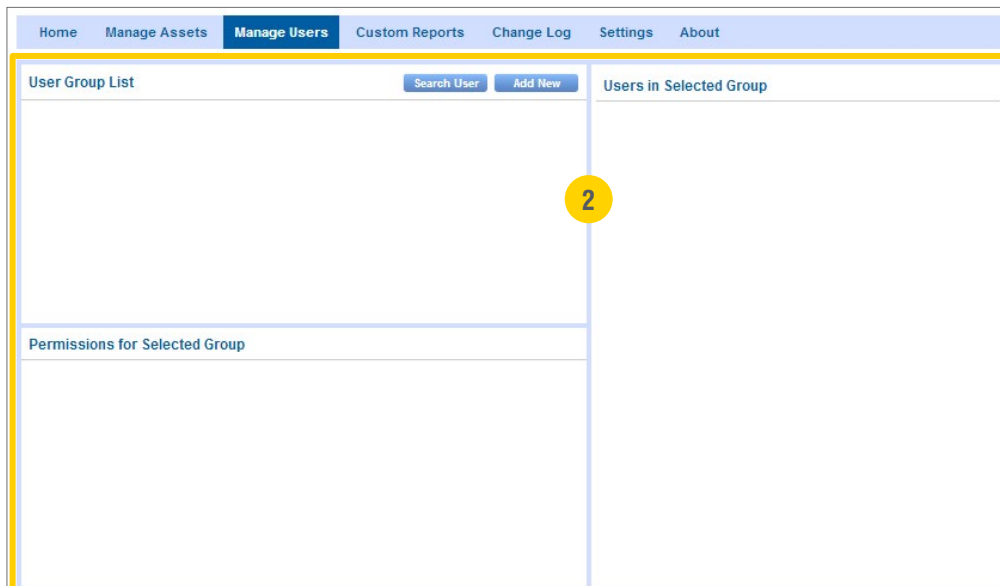 Home Manage Assets Manage Users Custom Reports Change Log Settings About
User Group List Search User Add New
Users in Selected Group
2
Permissions for Selected Group